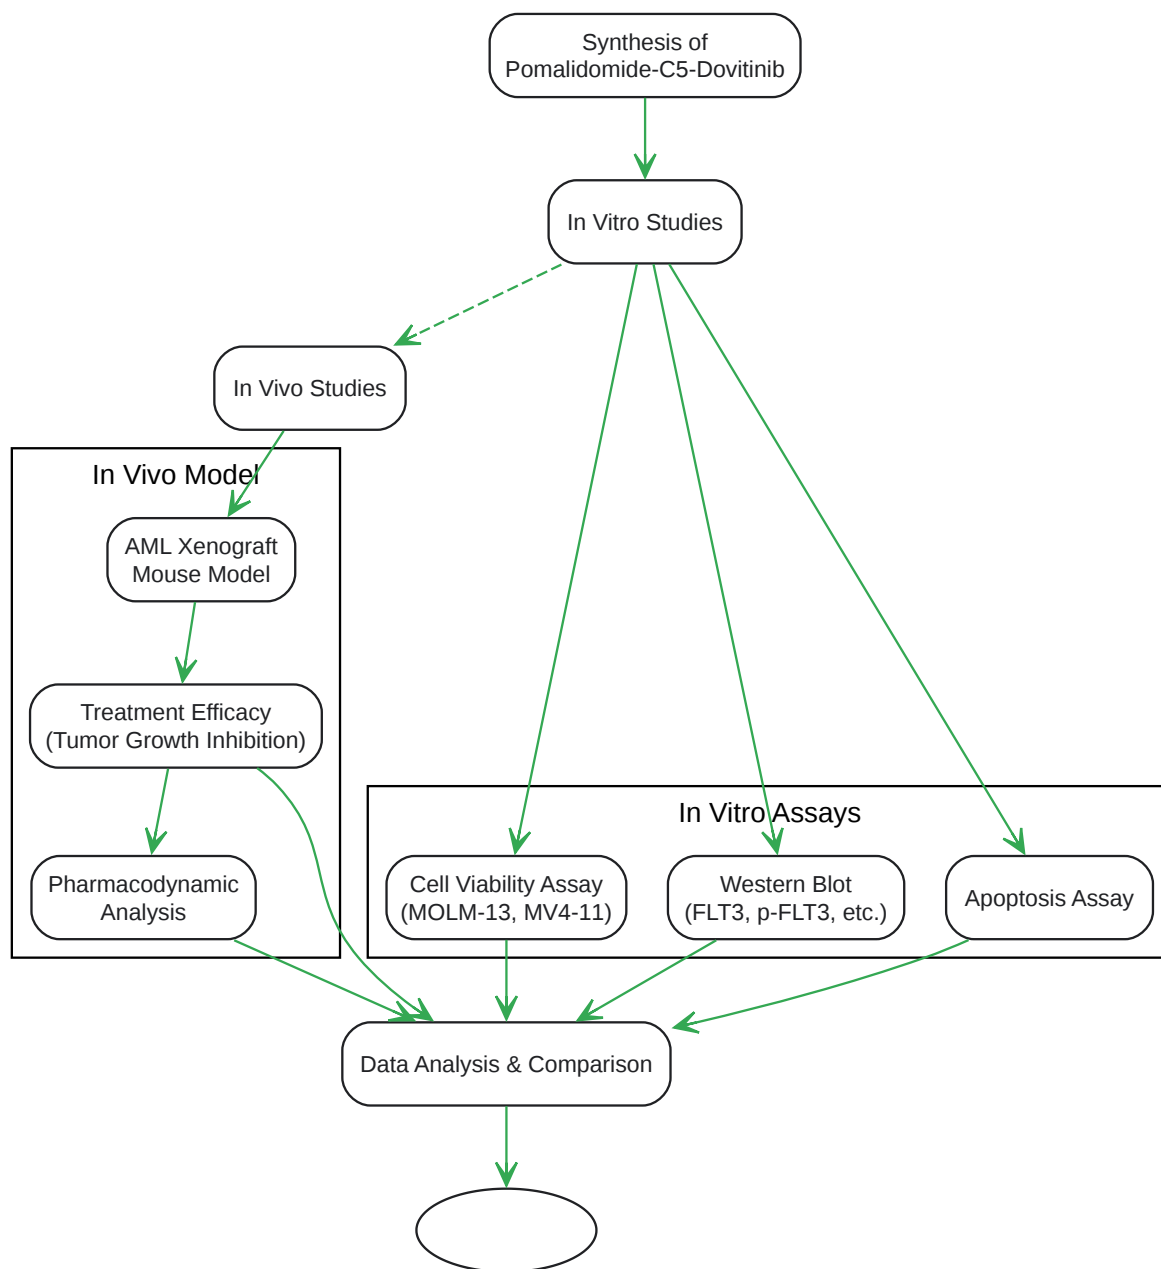 Synthesis of
Pomalidomide-C5-Dovitinib
In Vitro Studies
In Vivo Studies
In Vivo Model
AML Xenograft
Mouse Model
Treatment Efficacy
(Tumor Growth Inhibition)
Pharmacodynamic
Analysis
In Vitro Assays
Cell Viability Assay
(MOLM-13, MV4-11)
Western Blot
(FLT3, p-FLT3, etc.)
Apoptosis Assay
Data Analysis & Comparison